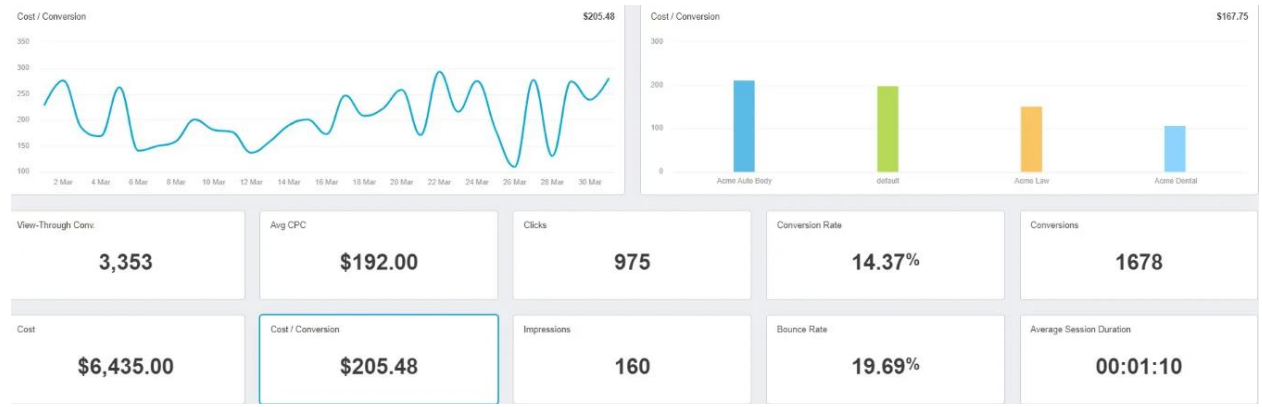 Cost / Conversion $205.48
350
300
250
200
150
100
2 Mar 4 Mar 6 Mar 8 Mar 10 Mar 12 Mar 14 Mar 16 Mar 18 Mar 20 Mar 22 Mar 24 Mar 26 Mar 28 Mar 30 Mar
Cost / Conversion $167.75
300
200
100
0
Acme Auto Body default Acme Law Acme Dental
View-Through Conv.
3,353
Avg CPC
$192.00
Clicks
975
Conversion Rate
14.37%
Conversions
1678
Cost
$6,435.00
Cost / Conversion
$205.48
Impressions
160
Bounce Rate
19.69%
Average Session Duration
00:01:10